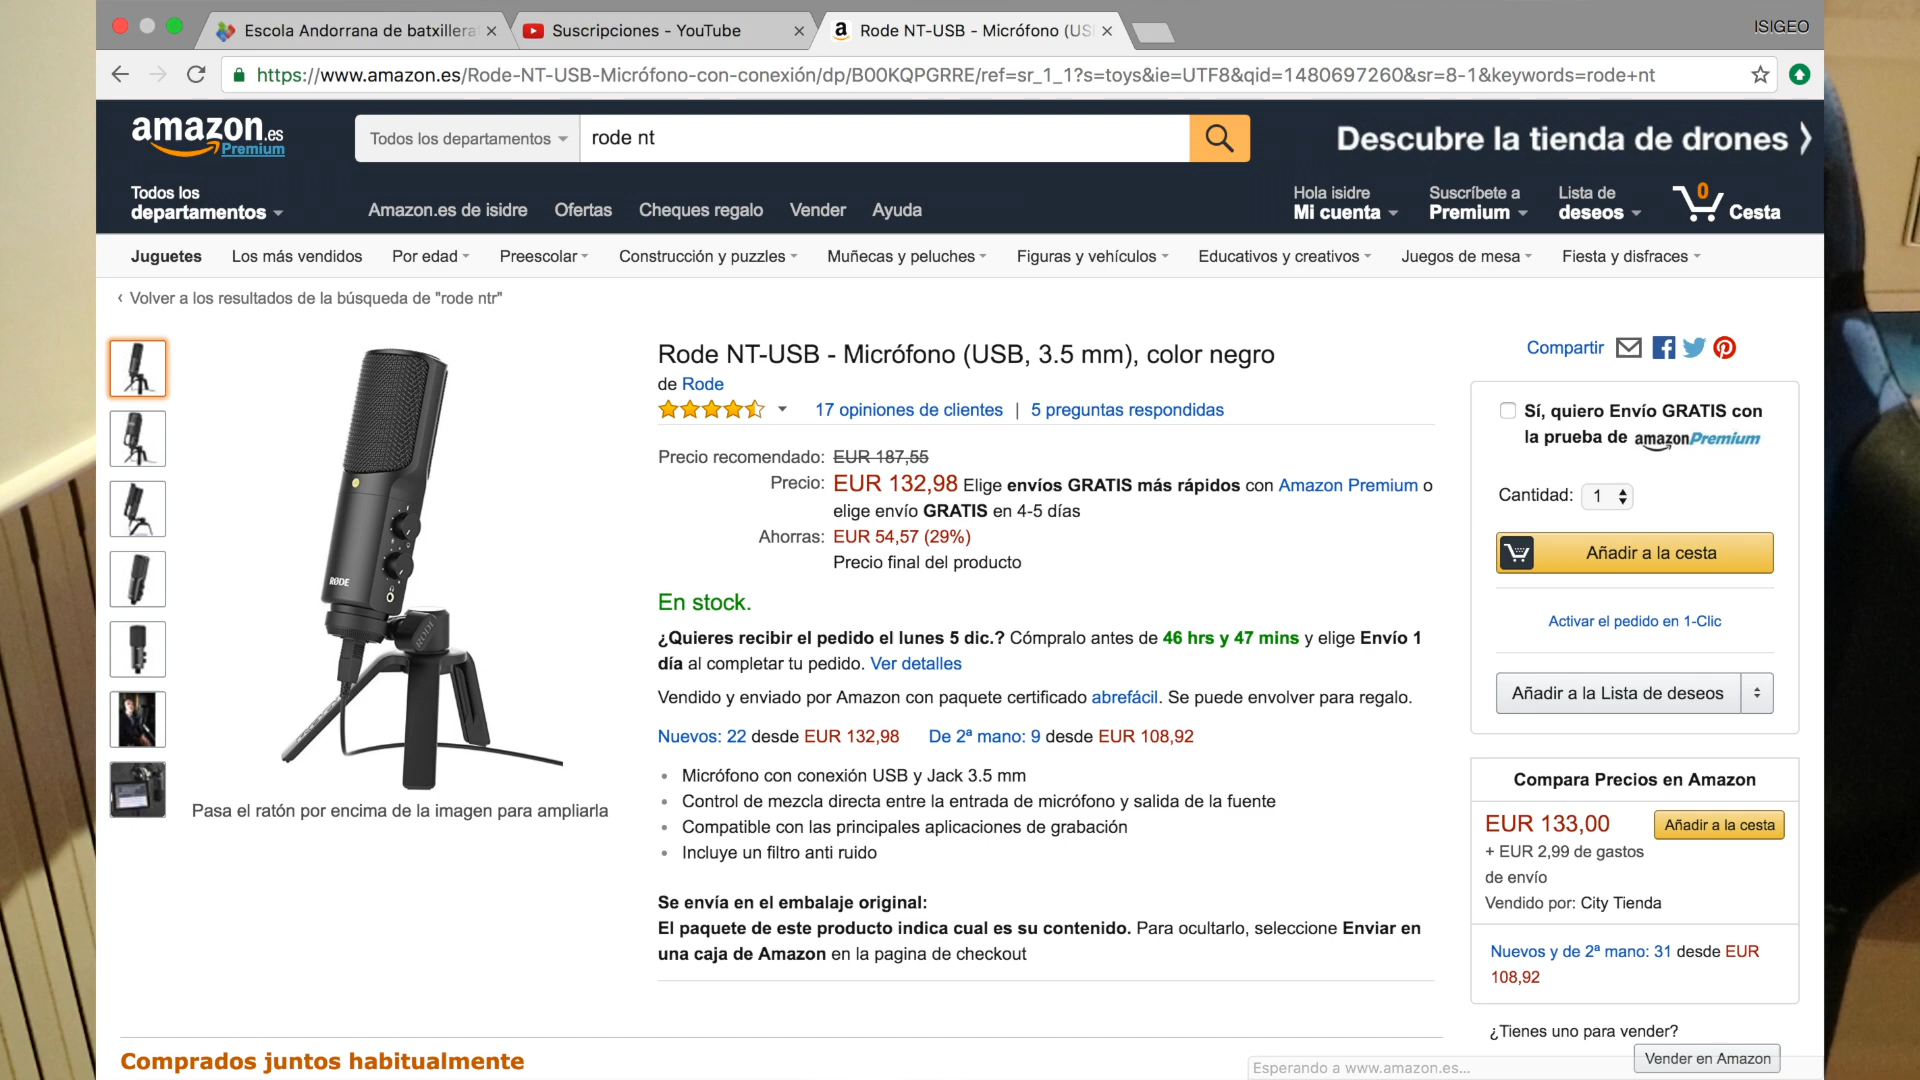 Escola Andorrana de batxillera
Suscripciones - YouTube
a Rode NT-USB - Micrófono (US
ISIGEO
https://www.amazon.es/Rode-NT-USB-Micrófono-con-conexión/dp/B00KQPGRRE/ref=sr_1_1?s=toys&ie=UTF8&qid=1480697260&sr=8-1&keywords=rode+nt
amazon.es
Premium
Todos los departamentos
rode nt
Descubre la tienda de drones
Todos los
departamentos
Amazon.es de isidre
Ofertas
Cheques regalo
Vender
Ayuda
Hola isidre
Mi cuenta
Suscríbete a
Premium
Lista de
deseos
0
Cesta
Juguetes
Los más vendidos
Por edad
Preescolar
Construcción y puzzles
Muñecas y peluches
Figuras y vehículos
Educativos y creativos
Juegos de mesa
Fiesta y disfraces
‹ Volver a los resultados de la búsqueda de "rode ntr"
RØDE
RØDE
Pasa el ratón por encima de la imagen para ampliarla
Rode NT-USB - Micrófono (USB, 3.5 mm), color negro
de Rode
17 opiniones de clientes | 5 preguntas respondidas
Precio recomendado: EUR 187,55
Precio: EUR 132,98 Elige envíos GRATIS más rápidos con Amazon Premium o
elige envío GRATIS en 4-5 días
Ahorras: EUR 54,57 (29%)
Precio final del producto
En stock.
¿Quieres recibir el pedido el lunes 5 dic.? Cómpralo antes de 46 hrs y 47 mins y elige Envío 1
día al completar tu pedido. Ver detalles
Vendido y enviado por Amazon con paquete certificado abrefácil. Se puede envolver para regalo.
Nuevos: 22 desde EUR 132,98 De 2ª mano: 9 desde EUR 108,92
• Micrófono con conexión USB y Jack 3.5 mm
• Control de mezcla directa entre la entrada de micrófono y salida de la fuente
• Compatible con las principales aplicaciones de grabación
• Incluye un filtro anti ruido
Se envía en el embalaje original:
El paquete de este producto indica cual es su contenido. Para ocultarlo, seleccione Enviar en
una caja de Amazon en la pagina de checkout
Compartir
Sí, quiero Envío GRATIS con
la prueba de amazonPremium
Cantidad: 1
Añadir a la cesta
Activar el pedido en 1-Clic
Añadir a la Lista de deseos
Compara Precios en Amazon
EUR 133,00
Añadir a la cesta
+ EUR 2,99 de gastos
de envío
Vendido por: City Tienda
Nuevos y de 2ª mano: 31 desde EUR
108,92
¿Tienes uno para vender?
Vender en Amazon
Comprados juntos habitualmente
Esperando a www.amazon.es...